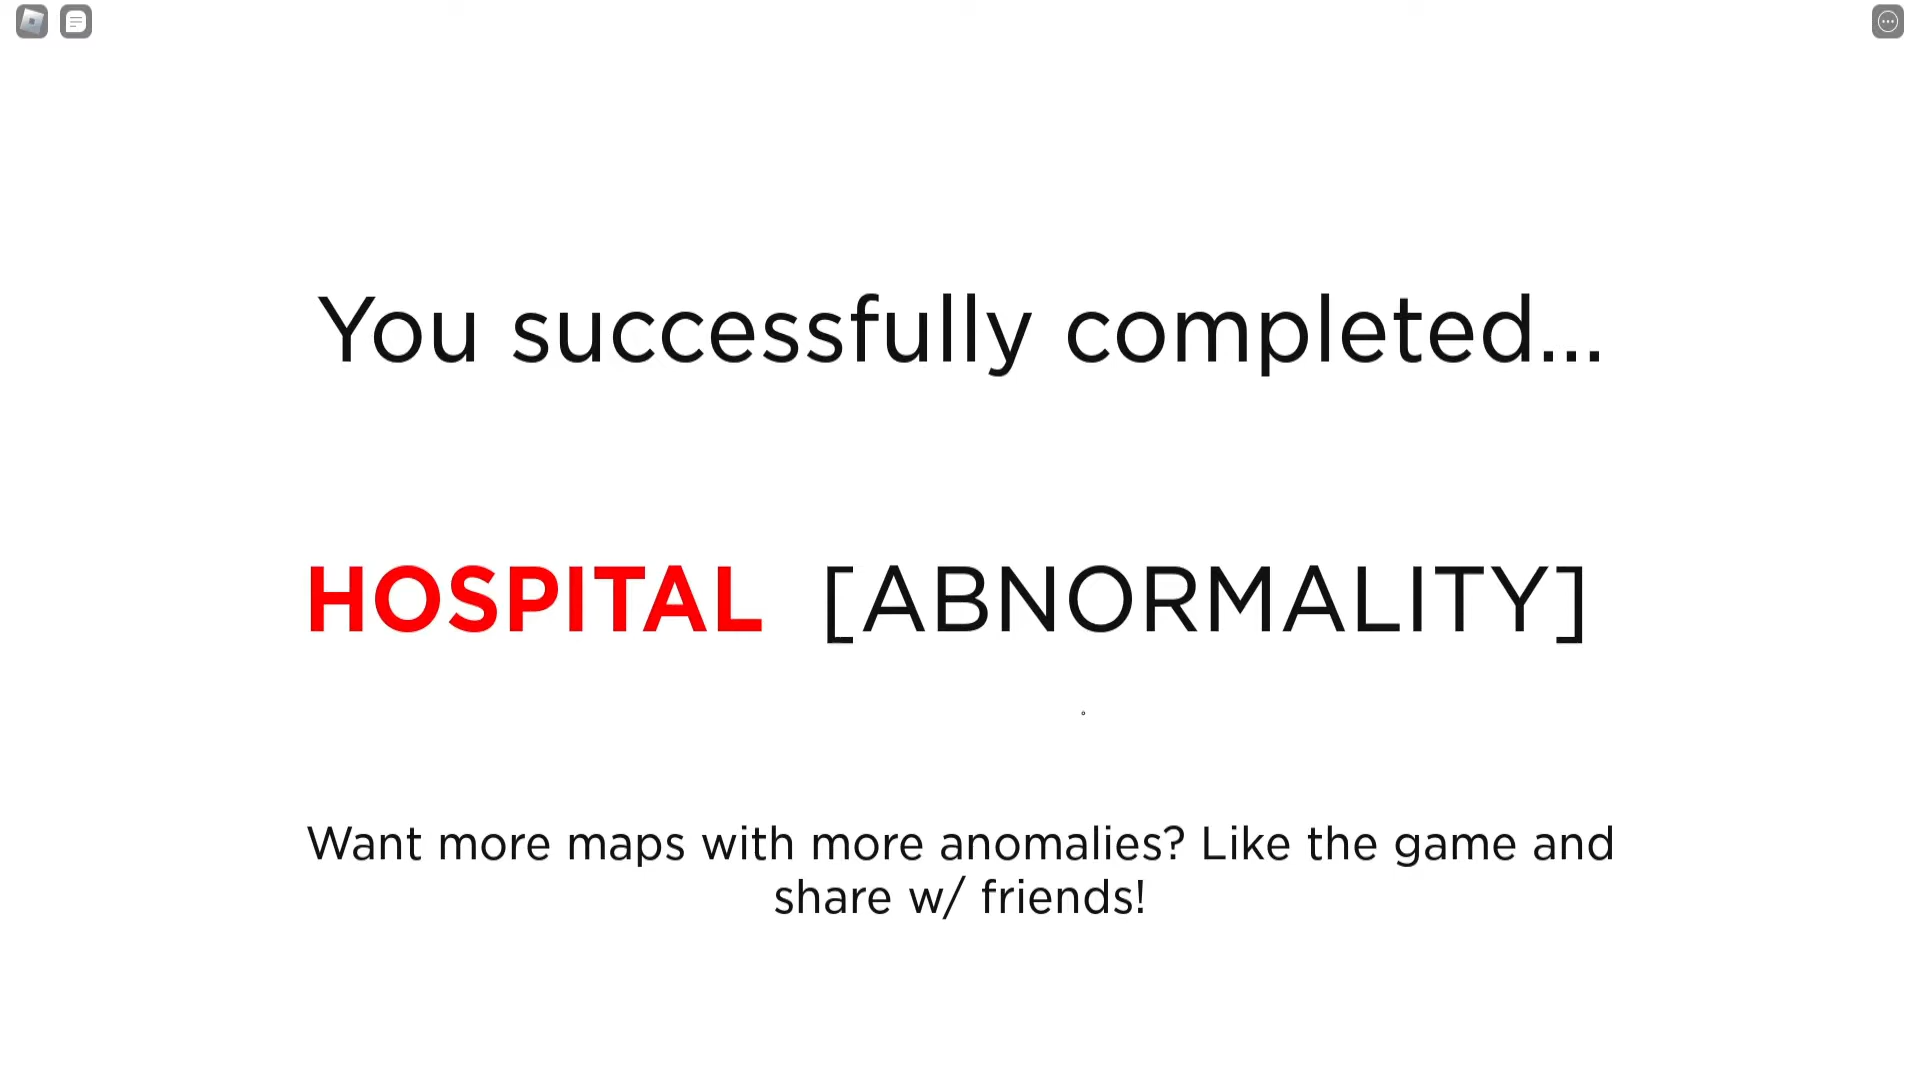 You successfully completed...
HOSPITAL [ABNORMALITY]
Want more maps with more anomalies? Like the game and
share w/ friends!